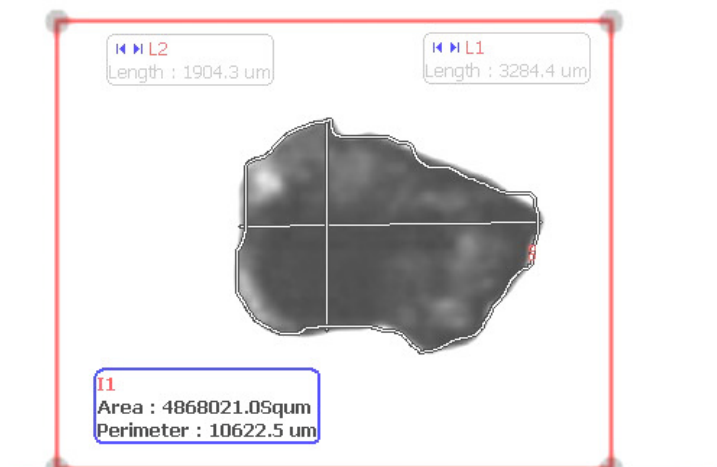 L2
Length : 1904.3 um
L1
Length : 3284.4 um
I1
Area : 4868021.0Squm
Perimeter : 10622.5 um